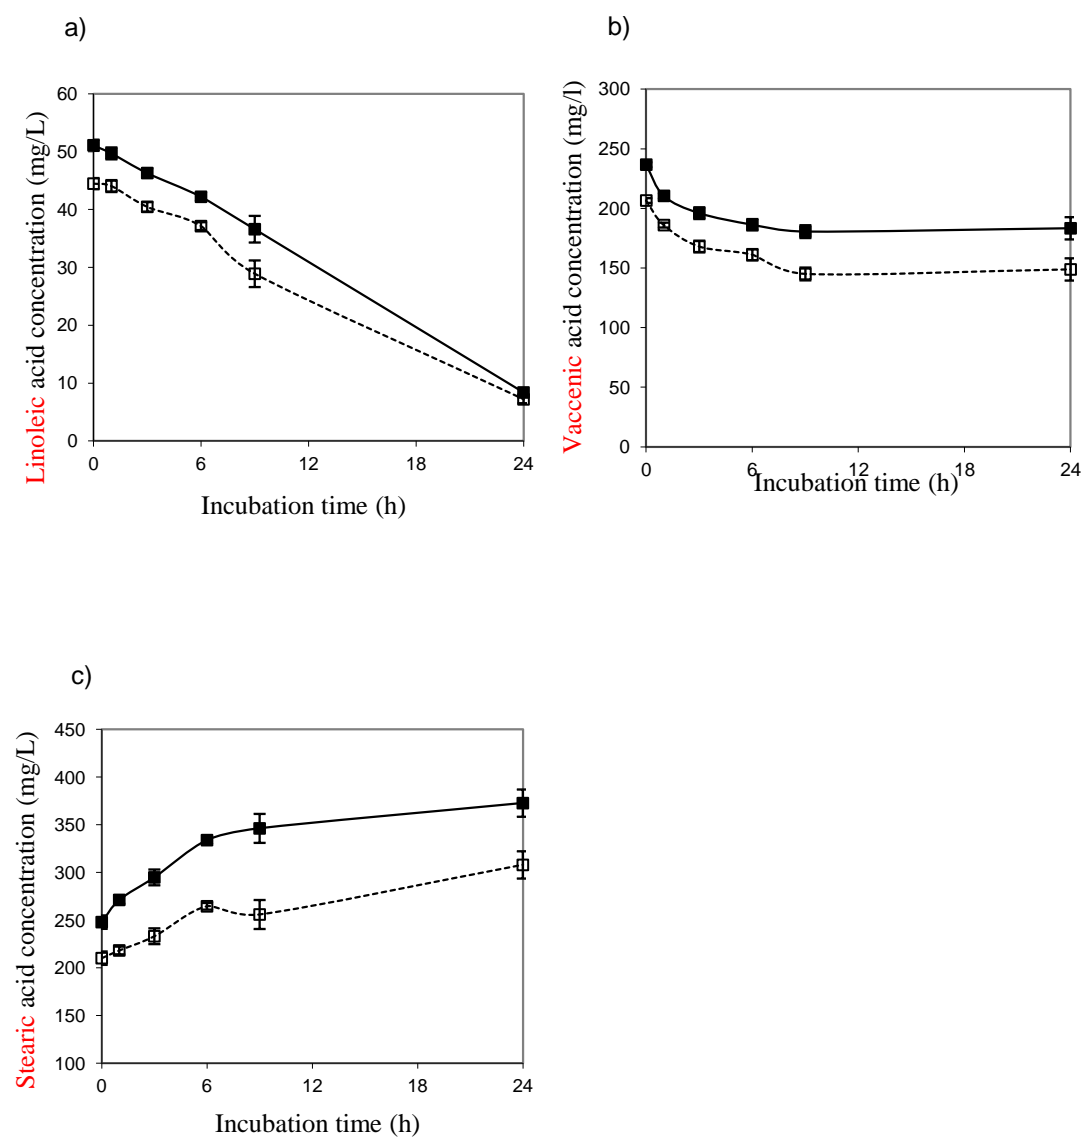 a)
60
50
40
30
20
10
0
0 6 12 18 24
Linoleic acid concentration (mg/L)
Incubation time (h)
b)
300
250
200
150
100
50
0
0 6 12 18 24
Vaccenic acid concentration (mg/l)
Incubation time (h)
c)
450
400
350
300
250
200
150
100
0 6 12 18 24
Stearic acid concentration (mg/L)
Incubation time (h)